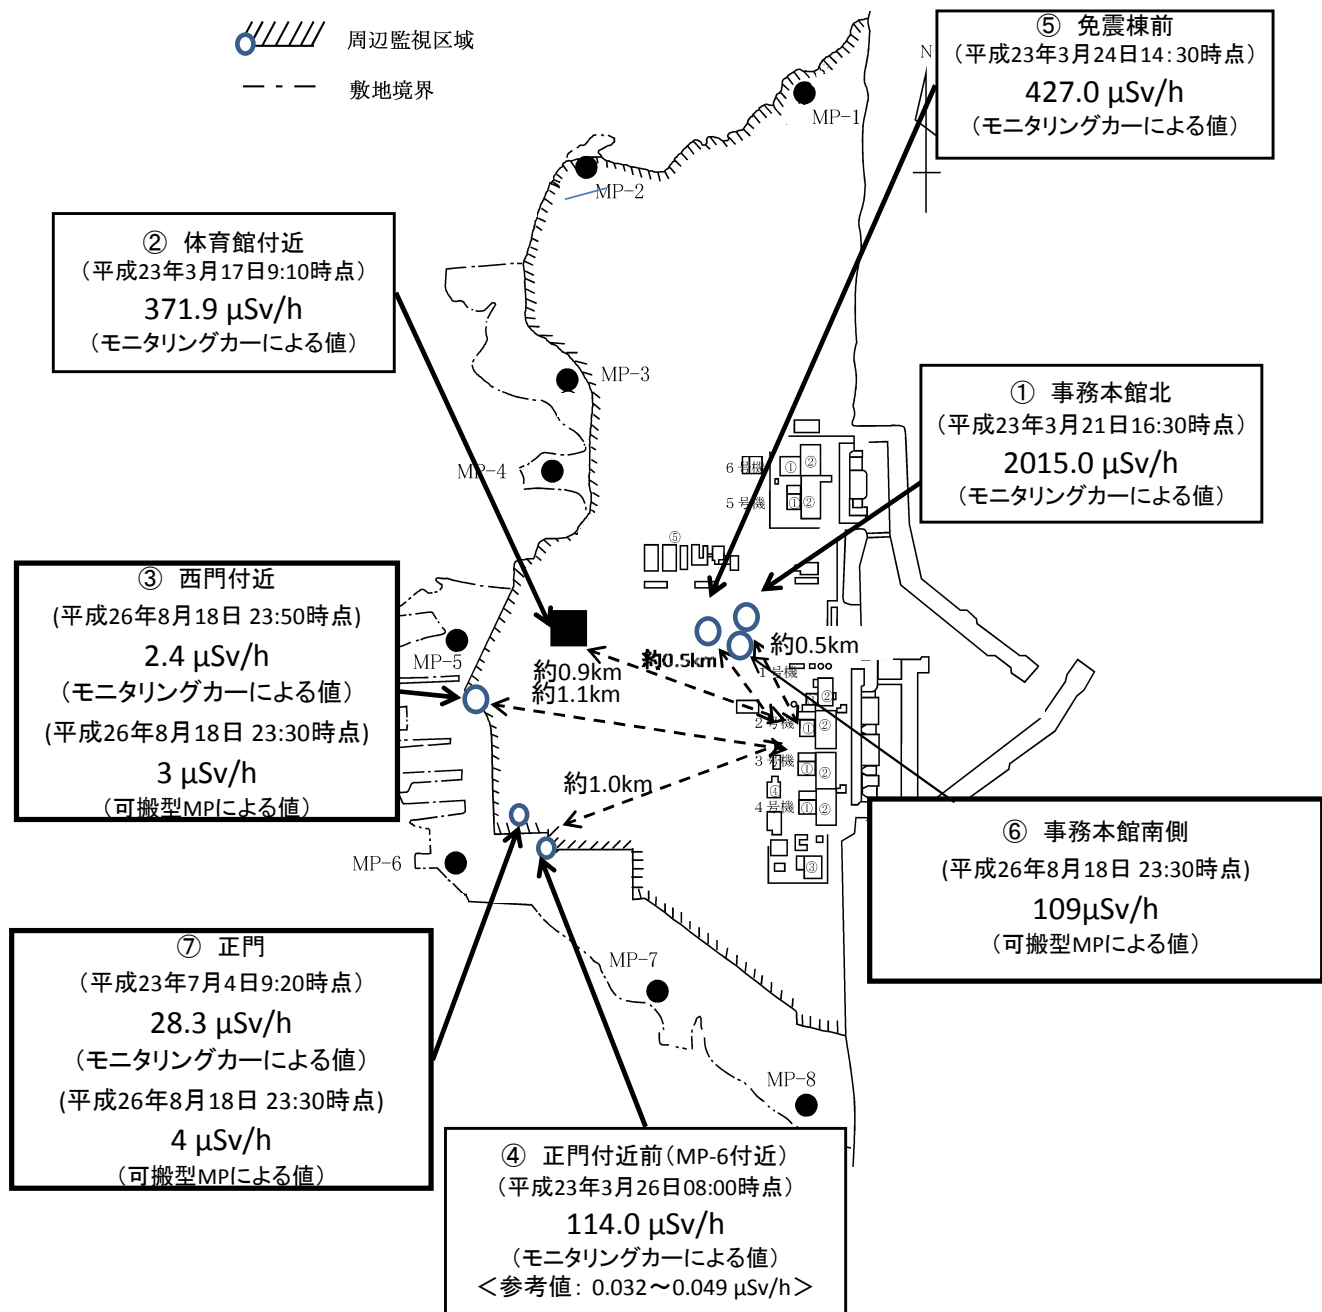 周辺監視区域
敷地境界
⑤ 免震棟前
(平成23年3月24日14:30時点)
427.0 μSv/h
(モニタリングカーによる値)
N
MP-1
MP-2
② 体育館付近
(平成23年3月17日9:10時点)
371.9 μSv/h
(モニタリングカーによる値)
MP-3
① 事務本館北
(平成23年3月21日16:30時点)
2015.0 μSv/h
(モニタリングカーによる値)
MP-4
6号機
① ②
5号機
① ②
⑤
③ 西門付近
(平成26年8月18日 23:50時点)
2.4 μSv/h
(モニタリングカーによる値)
(平成26年8月18日 23:30時点)
3 μSv/h
(可搬型MPによる値)
MP-5
約0.9km
約1.1km
約0.5km
約0.5km
1号機
②
2号機
① ②
3号機
① ②
④
4号機
① ②
③
約1.0km
MP-6
⑥ 事務本館南側
(平成26年8月18日 23:30時点)
109μSv/h
(可搬型MPによる値)
⑦ 正門
(平成23年7月4日9:20時点)
28.3 μSv/h
(モニタリングカーによる値)
(平成26年8月18日 23:30時点)
4 μSv/h
(可搬型MPによる値)
MP-7
MP-8
④ 正門付近前(MP-6付近)
(平成23年3月26日08:00時点)
114.0 μSv/h
(モニタリングカーによる値)
<参考値: 0.032~0.049 μSv/h>